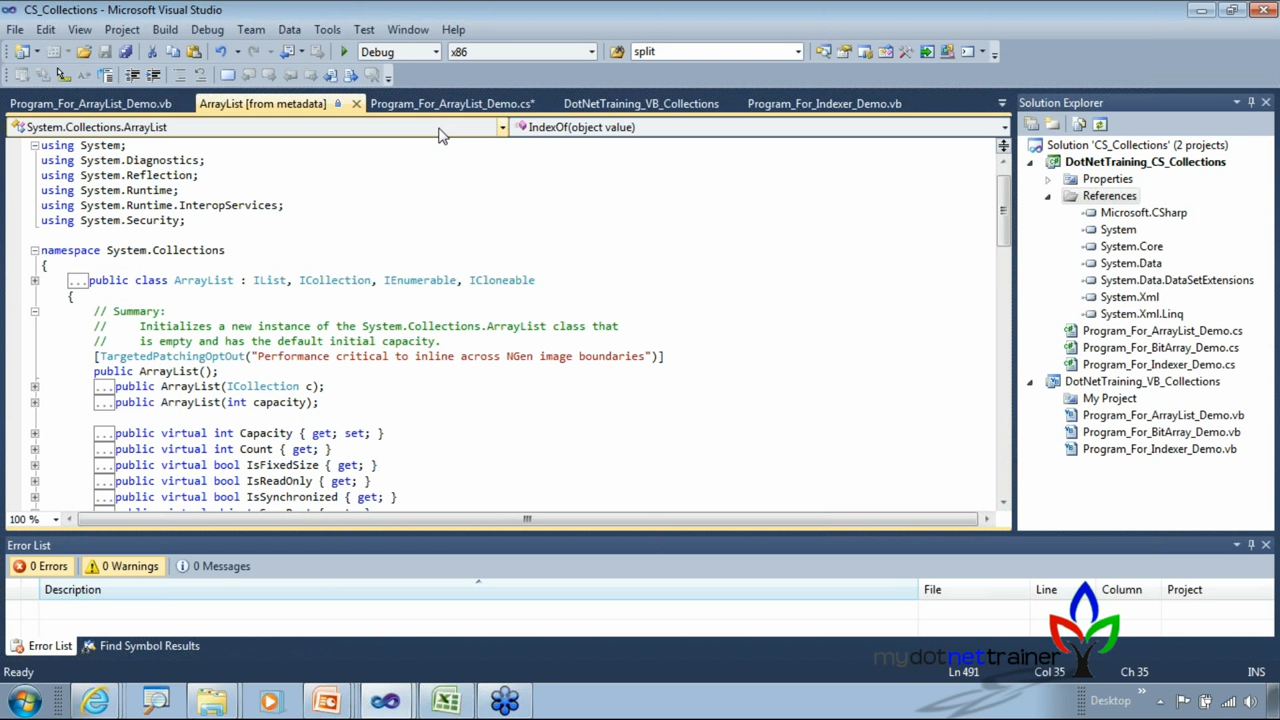 CS_Collections - Microsoft Visual Studio
File Edit View Project Build Debug Team Data Tools Test Window Help
Debug x86 split
Program_For_ArrayList_Demo.vb ArrayList [from metadata] Program_For_ArrayList_Demo.cs* DotNetTraining_VB_Collections Program_For_Indexer_Demo.vb
System.Collections.ArrayList IndexOf(object value)
using System;
using System.Diagnostics;
using System.Reflection;
using System.Runtime;
using System.Runtime.InteropServices;
using System.Security;
namespace System.Collections
{
...public class ArrayList : IList, ICollection, IEnumerable, ICloneable
{
// Summary:
// Initializes a new instance of the System.Collections.ArrayList class that
// is empty and has the default initial capacity.
[TargetedPatchingOptOut("Performance critical to inline across NGen image boundaries")]
public ArrayList();
...public ArrayList(ICollection c);
...public ArrayList(int capacity);
...public virtual int Capacity { get; set; }
...public virtual int Count { get; }
...public virtual bool IsFixedSize { get; }
...public virtual bool IsReadOnly { get; }
...public virtual bool IsSynchronized { get; }
100 %
Solution Explorer
Solution 'CS_Collections' (2 projects)
DotNetTraining_CS_Collections
Properties
References
Microsoft.CSharp
System
System.Core
System.Data
System.Data.DataSetExtensions
System.Xml
System.Xml.Linq
Program_For_ArrayList_Demo.cs
Program_For_BitArray_Demo.cs
Program_For_Indexer_Demo.cs
DotNetTraining_VB_Collections
My Project
Program_For_ArrayList_Demo.vb
Program_For_BitArray_Demo.vb
Program_For_Indexer_Demo.vb
Error List
0 Errors 0 Warnings 0 Messages
Description File Line Column Project
Error List Find Symbol Results
mydotnettrainer
Ready Ln 491 Col 35 Ch 35 INS
Desktop